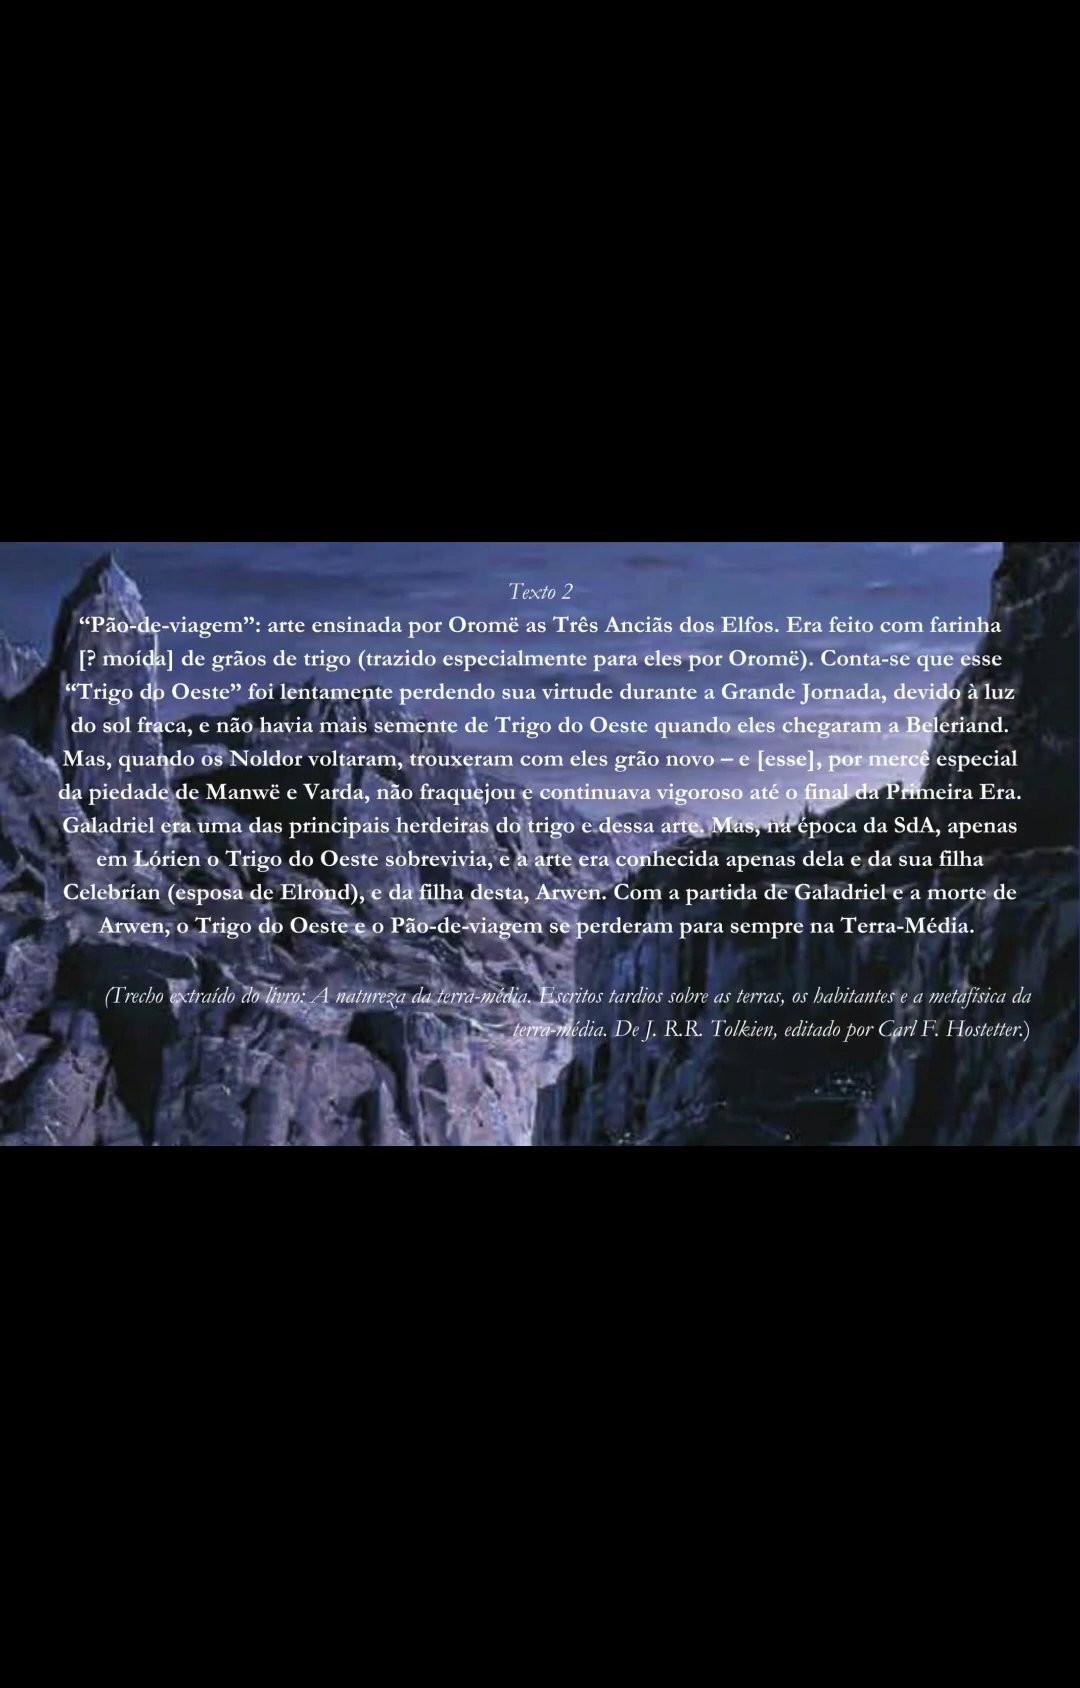 Texto 2
“Pão-de-viagem”: arte ensinada por Oromë as Três Anciãs dos Elfos. Era feito com farinha
[? moída] de grãos de trigo (trazido especialmente para eles por Oromë). Conta-se que esse
“Trigo do Oeste” foi lentamente perdendo sua virtude durante a Grande Jornada, devido à luz
do sol fraca, e não havia mais semente de Trigo do Oeste quando eles chegaram a Beleriand.
Mas, quando os Noldor voltaram, trouxeram com eles grão novo – e [esse], por mercê especial
da piedade de Manwë e Varda, não fraquejou e continuava vigoroso até o final da Primeira Era.
Galadriel era uma das principais herdeiras do trigo e dessa arte. Mas, na época da SdA, apenas
em Lórien o Trigo do Oeste sobrevivia, e a arte era conhecida apenas dela e da sua filha
Celebrían (esposa de Elrond), e da filha desta, Arwen. Com a partida de Galadriel e a morte de
Arwen, o Trigo do Oeste e o Pão-de-viagem se perderam para sempre na Terra-Média.
(Trecho extraído do livro: A natureza da terra-média. Escritos tardios sobre as terras, os habitantes e a metafísica da
terra-média. De J. R.R. Tolkien, editado por Carl F. Hostetter.)